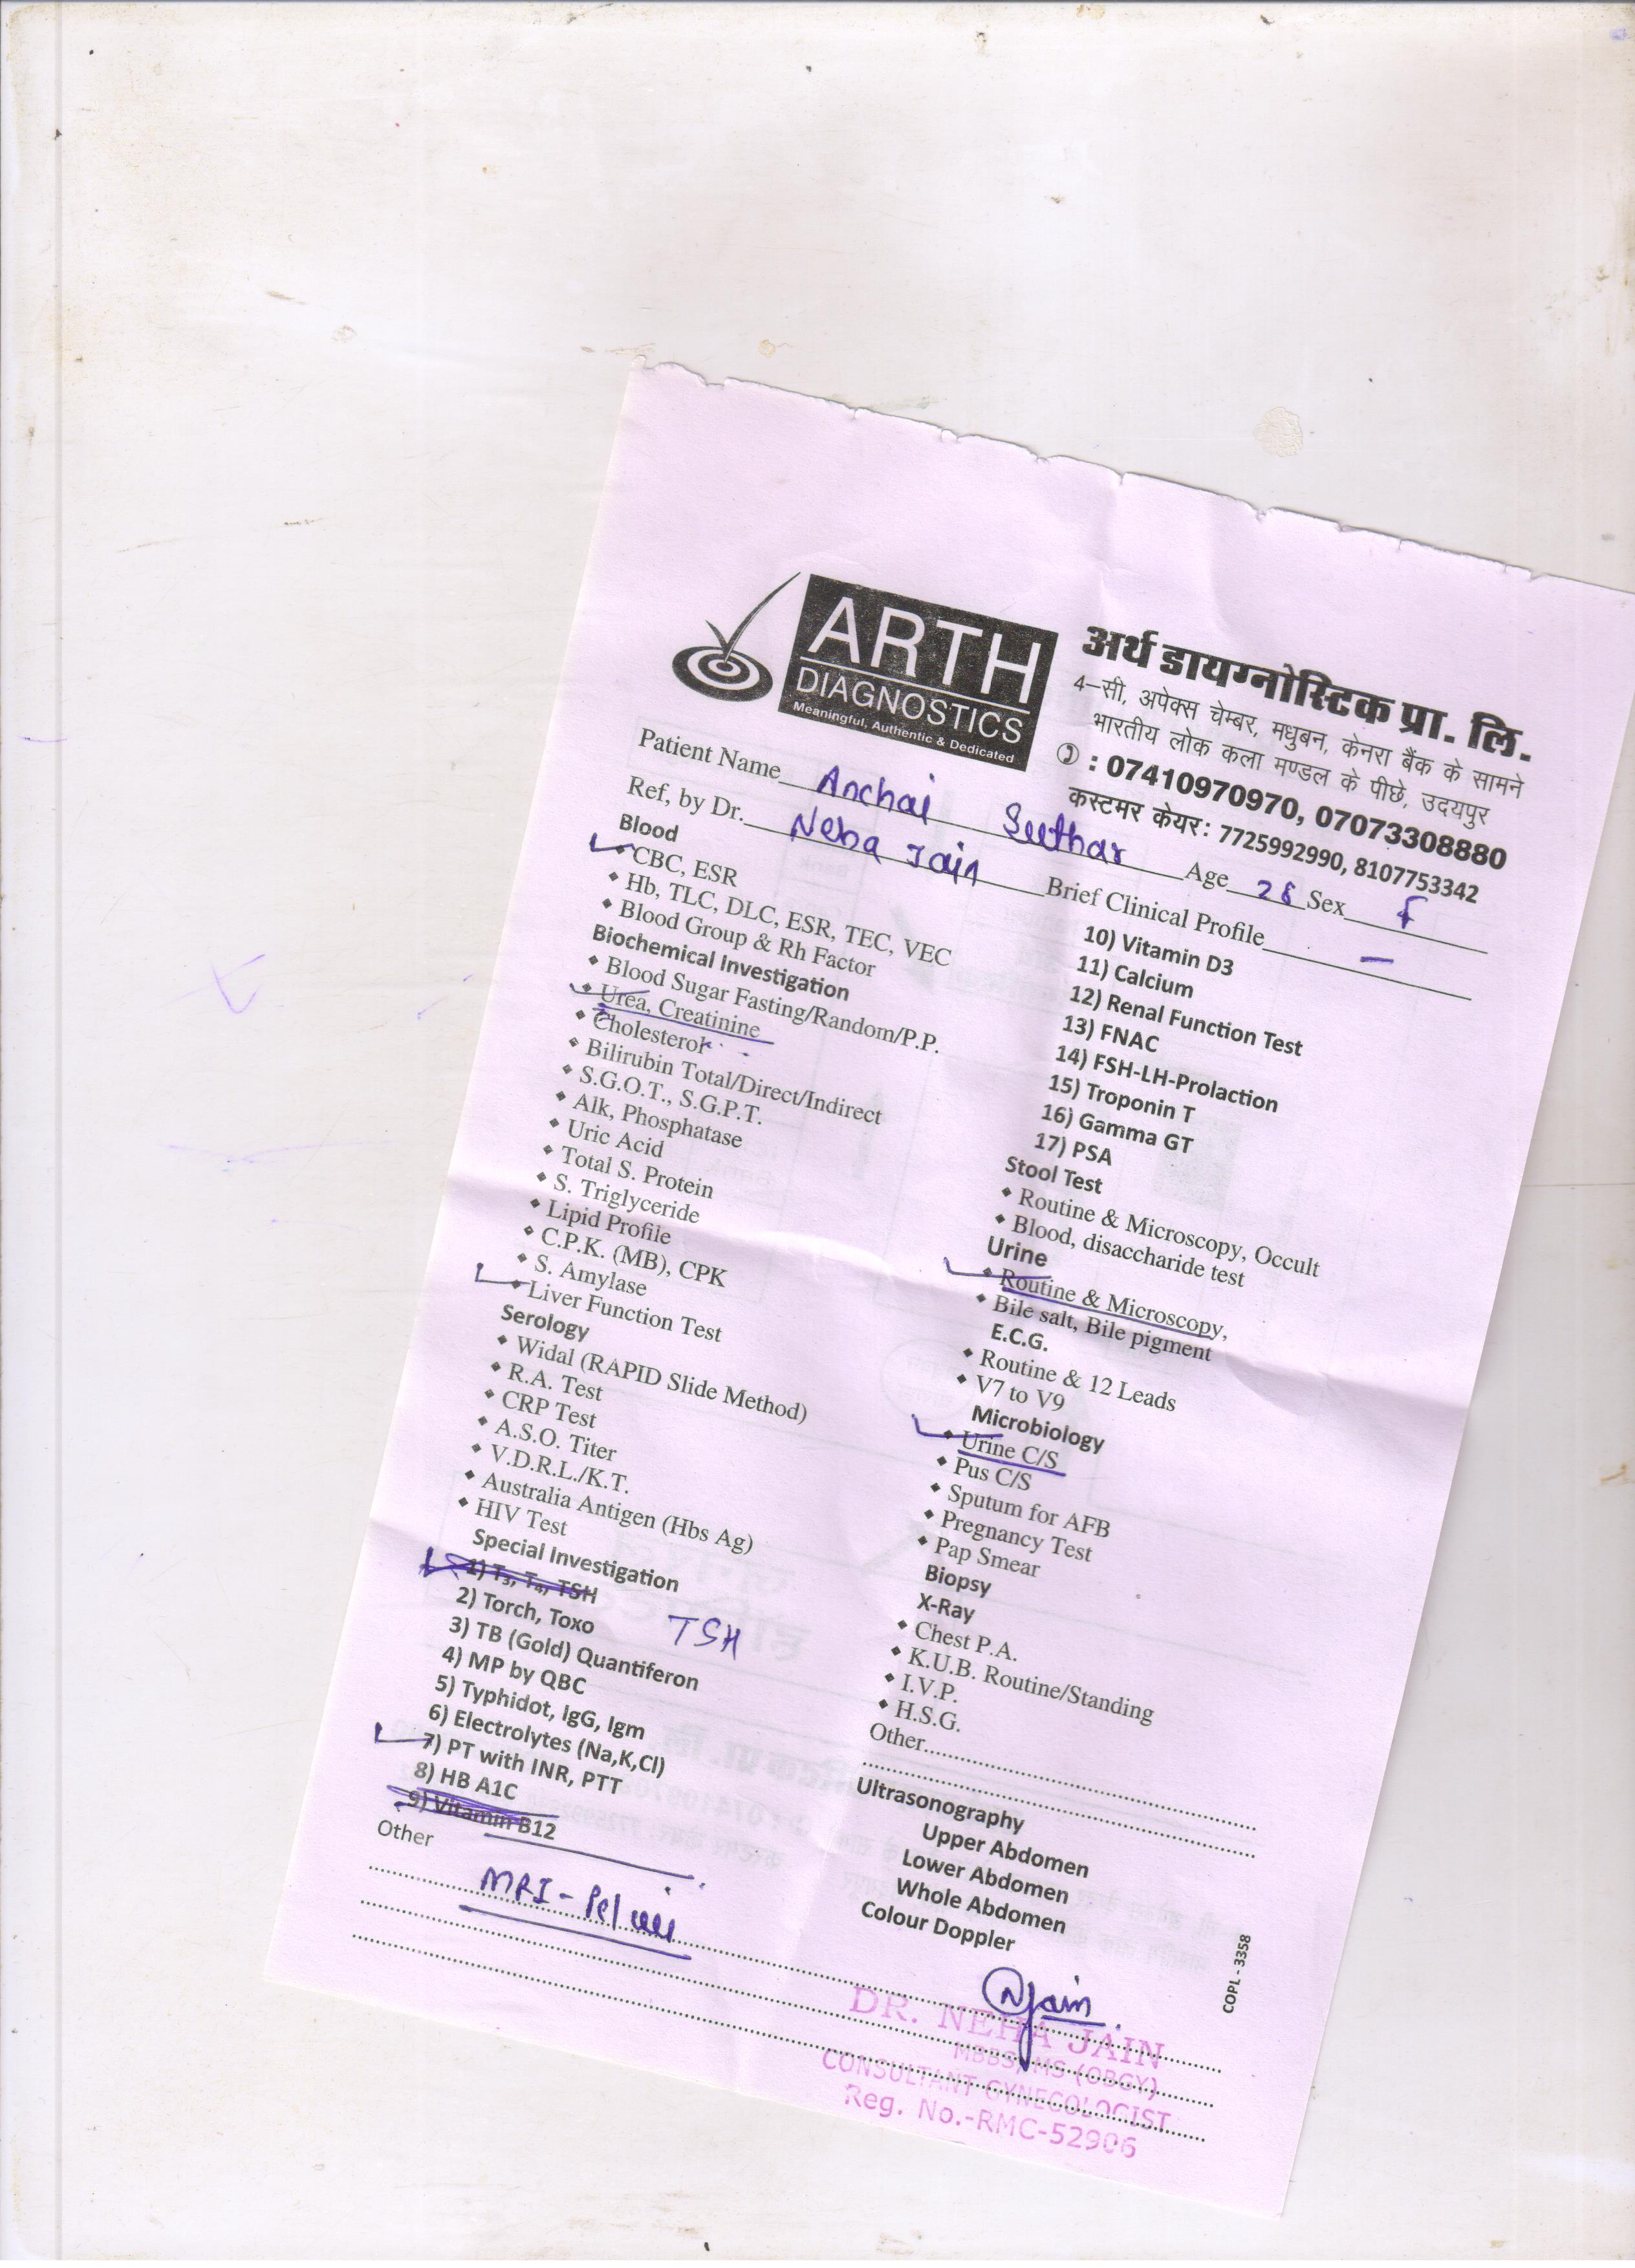 ARTH
DIAGNOSTICS
Meaningful, Authentic & Dedicated
अर्थ डायग्नोस्टिक प्रा. लि.
4–सी, अपेक्स चेम्बर, मधुबन, केनरा बैंक के सामने
भारतीय लोक कला मण्डल के पीछे, उदयपुर
: 07410970970, 07073308880
कस्टमर केयर: 7725992990, 8107753342
Patient Name Anchal Suthar Age 28 Sex f
Ref, by Dr. Neha Jain Brief Clinical Profile –
Blood
CBC, ESR
Hb, TLC, DLC, ESR, TEC, VEC
Blood Group & Rh Factor
Biochemical Investigation
Blood Sugar Fasting/Random/P.P.
Urea, Creatinine
Cholesterol
Bilirubin Total/Direct/Indirect
S.G.O.T., S.G.P.T.
Alk, Phosphatase
Uric Acid
Total S. Protein
S. Triglyceride
Lipid Profile
C.P.K. (MB), CPK
S. Amylase
Liver Function Test
Serology
Widal (RAPID Slide Method)
R.A. Test
CRP Test
A.S.O. Titer
V.D.R.L./K.T.
Australia Antigen (Hbs Ag)
HIV Test
Special Investigation
1) T3, T4, TSH
TSH
2) Torch, Toxo
3) TB (Gold) Quantiferon
4) MP by QBC
5) Typhidot, IgG, Igm
6) Electrolytes (Na,K,Cl)
7) PT with INR, PTT
8) HB A1C
9) Vitamin B12
Other
MRI - Pelvis
10) Vitamin D3
11) Calcium
12) Renal Function Test
13) FNAC
14) FSH-LH-Prolaction
15) Troponin T
16) Gamma GT
17) PSA
Stool Test
Routine & Microscopy, Occult
Blood, disaccharide test
Urine
Routine & Microscopy,
Bile salt, Bile pigment
E.C.G.
Routine & 12 Leads
V7 to V9
Microbiology
Urine C/S
Pus C/S
Sputum for AFB
Pregnancy Test
Pap Smear
Biopsy
X-Ray
Chest P.A.
K.U.B. Routine/Standing
I.V.P.
H.S.G.
Other
Ultrasonography
Upper Abdomen
Lower Abdomen
Whole Abdomen
Colour Doppler
COPL - 3358
NJain
DR. NEHA JAIN
MBBS, MS (OBGY)
CONSULTANT GYNECOLOGIST
Reg. No.-RMC-52906